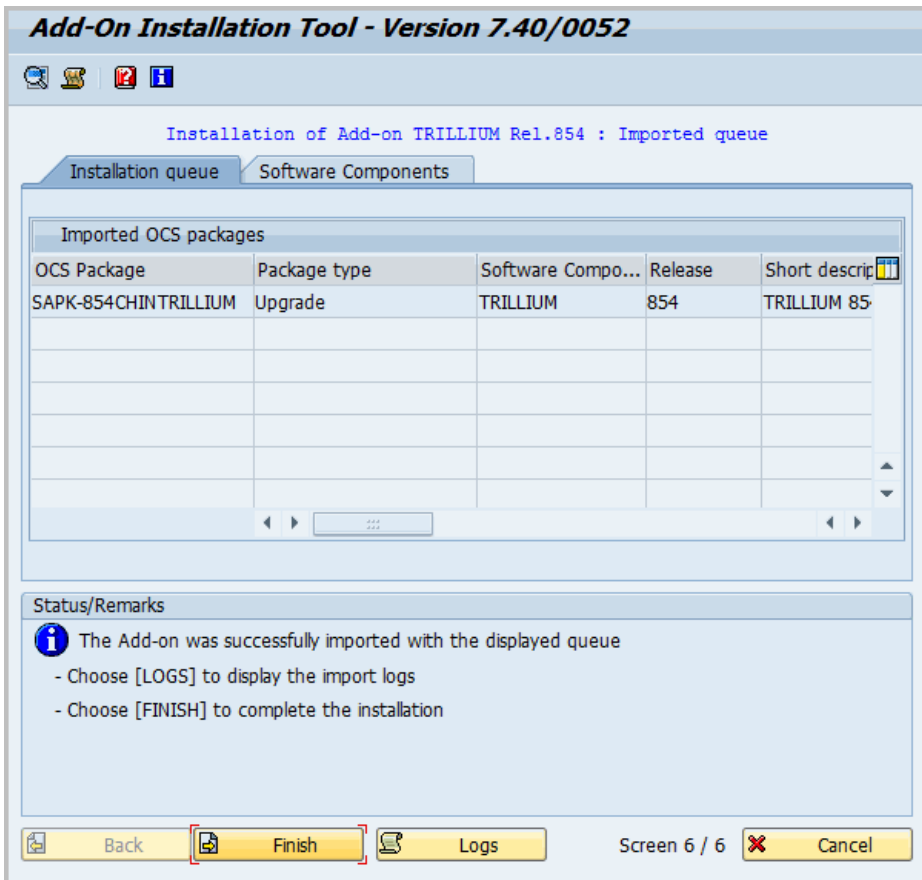 Add-On Installation Tool - Version 7.40/0052
Installation of Add-on TRILLIUM Rel.854 : Imported queue
Installation queue Software Components
Imported OCS packages
OCS Package Package type Software Compo... Release Short descrip
SAPK-854CHINTRILLIUM Upgrade TRILLIUM 854 TRILLIUM 854
Status/Remarks
The Add-on was successfully imported with the displayed queue
- Choose [LOGS] to display the import logs
- Choose [FINISH] to complete the installation
Back Finish Logs Screen 6 / 6 Cancel